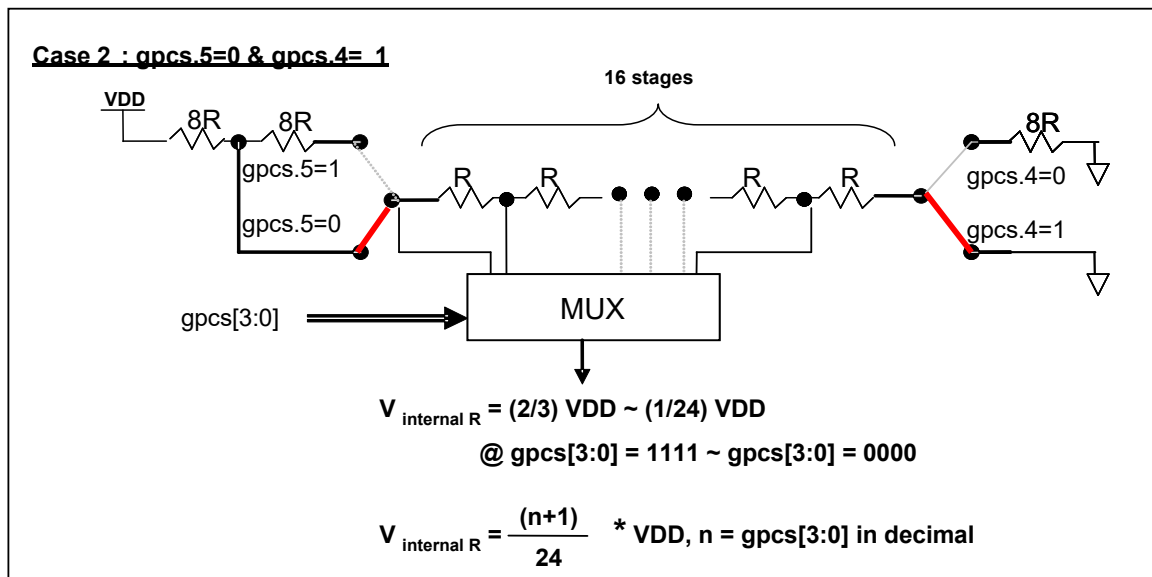 Case 2 : gpcs.5=0 & gpcs.4= 1
16 stages
VDD
8R 8R 8R
gpcs.5=1 R R R R gpcs.4=0
gpcs.5=0 gpcs.4=1
gpcs[3:0] MUX
V internal R = (2/3) VDD ~ (1/24) VDD
@ gpcs[3:0] = 1111 ~ gpcs[3:0] = 0000
V internal R = (n+1) / 24 * VDD, n = gpcs[3:0] in decimal